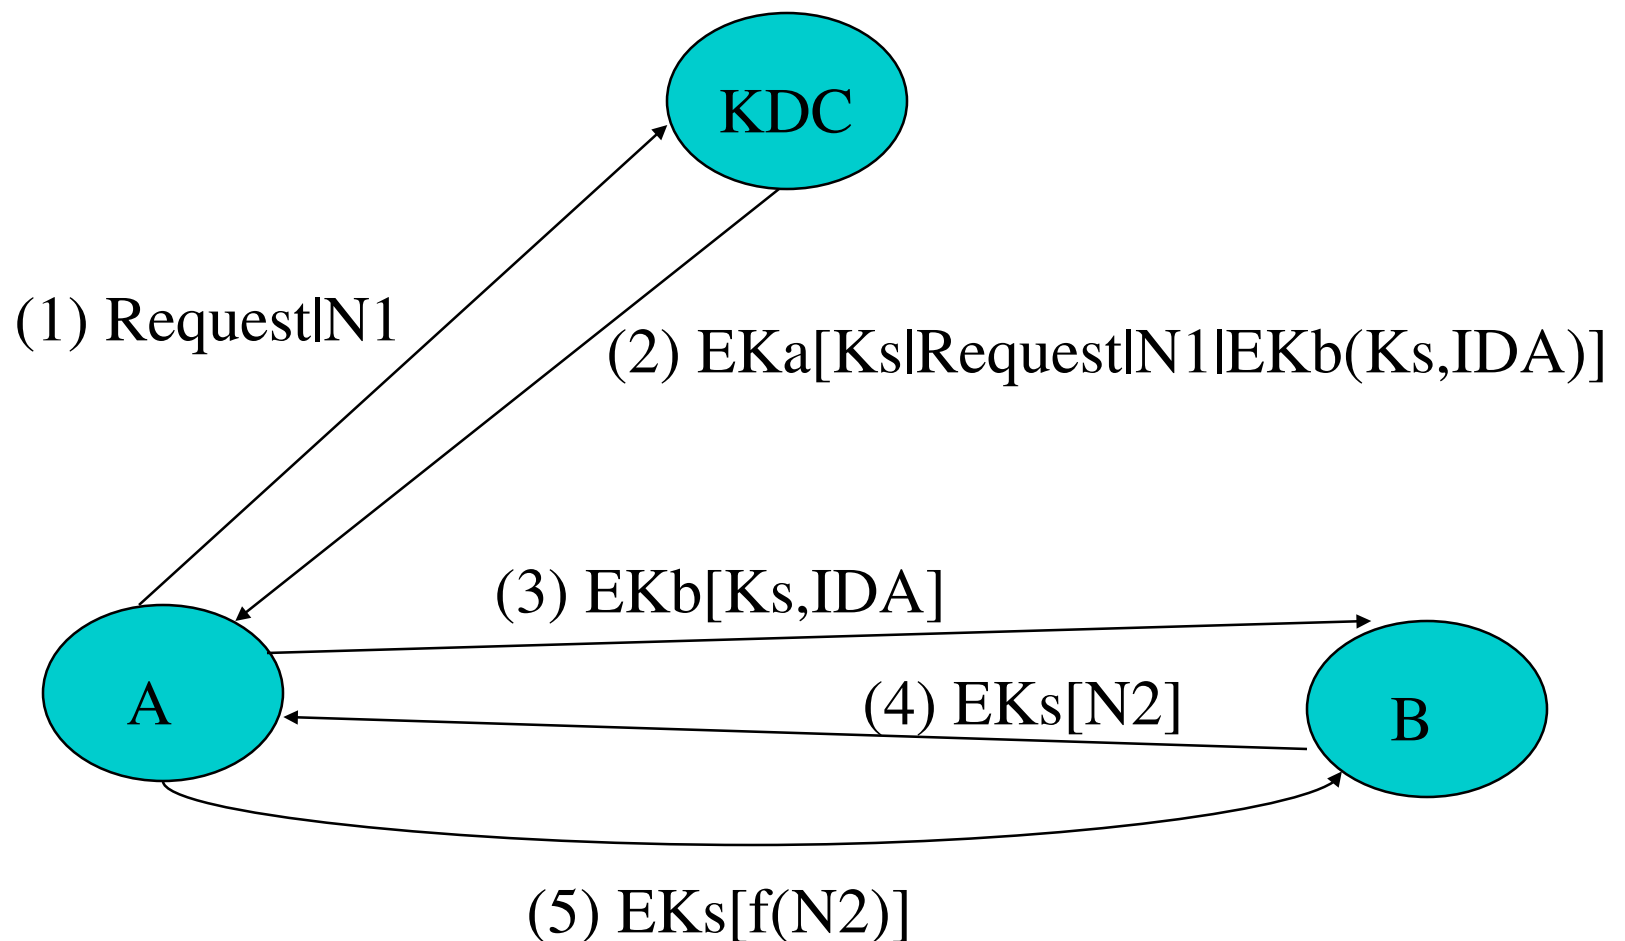 KDC
(1) Request|N1
(2) EKa[Ks|Request|N1|EKb(Ks,IDA)]
(3) EKb[Ks,IDA]
A
(4) EKs[N2]
B
(5) EKs[f(N2)]